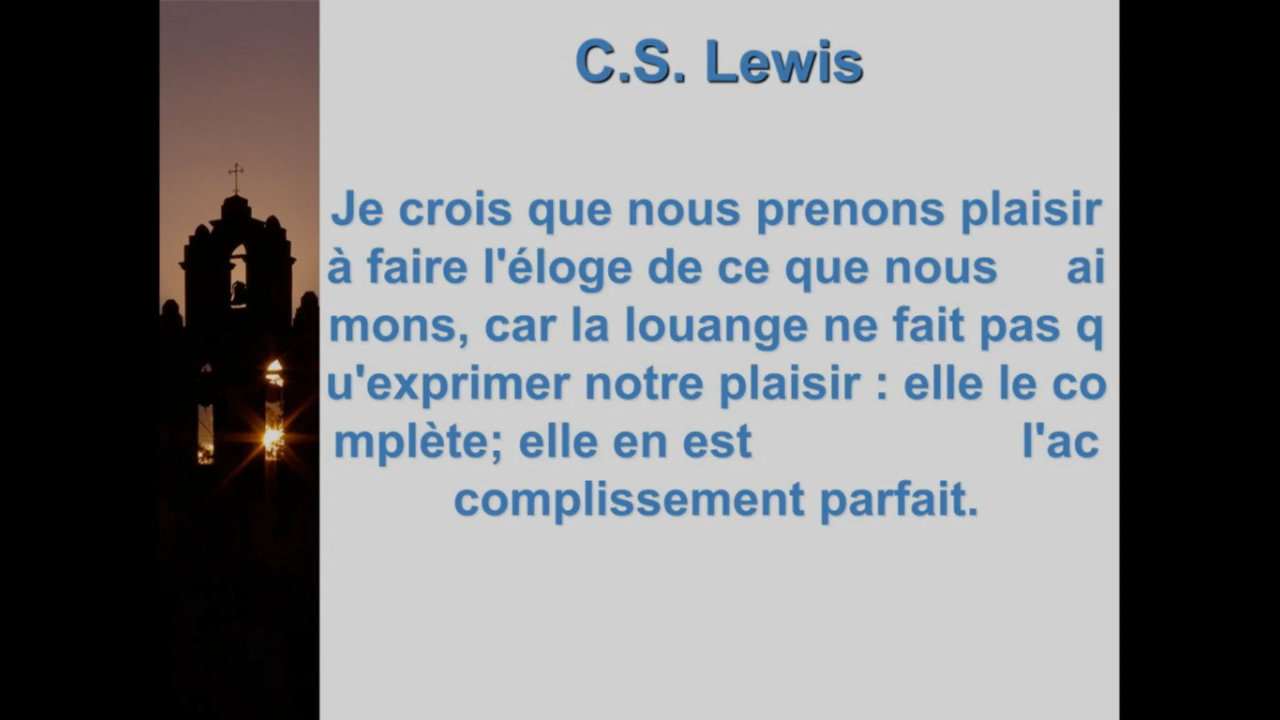 C.S. Lewis
Je crois que nous prenons plaisir
à faire l'éloge de ce que nous ai
mons, car la louange ne fait pas q
u'exprimer notre plaisir : elle le co
mplète; elle en est l'ac
complissement parfait.